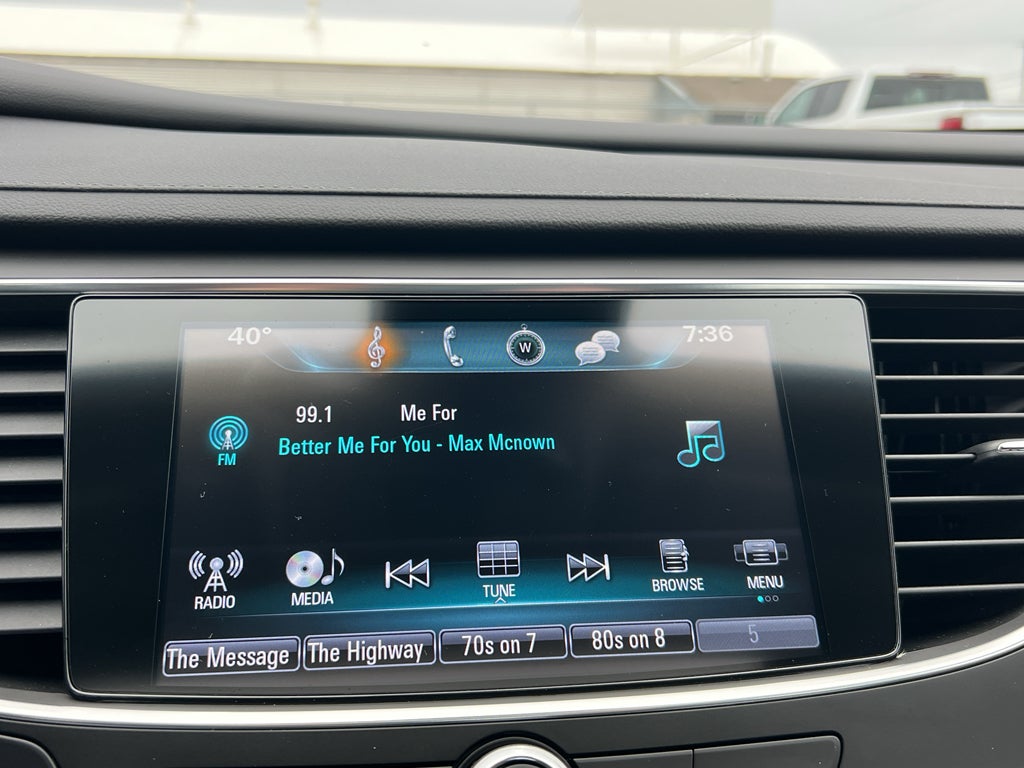 40° W 7:36
99.1 Me For
FM Better Me For You - Max Mcnown
RADIO MEDIA TUNE BROWSE MENU
The Message The Highway 70s on 7 80s on 8 5